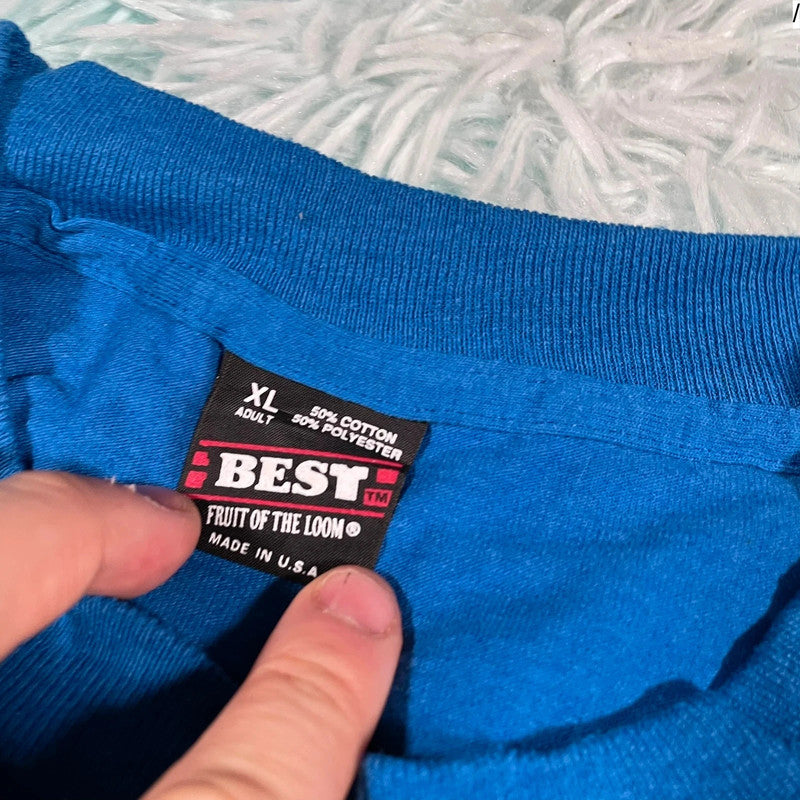 XL
ADULT
50% COTTON
50% POLYESTER
BEST TM
FRUIT OF THE LOOM®
MADE IN U.S.A
/